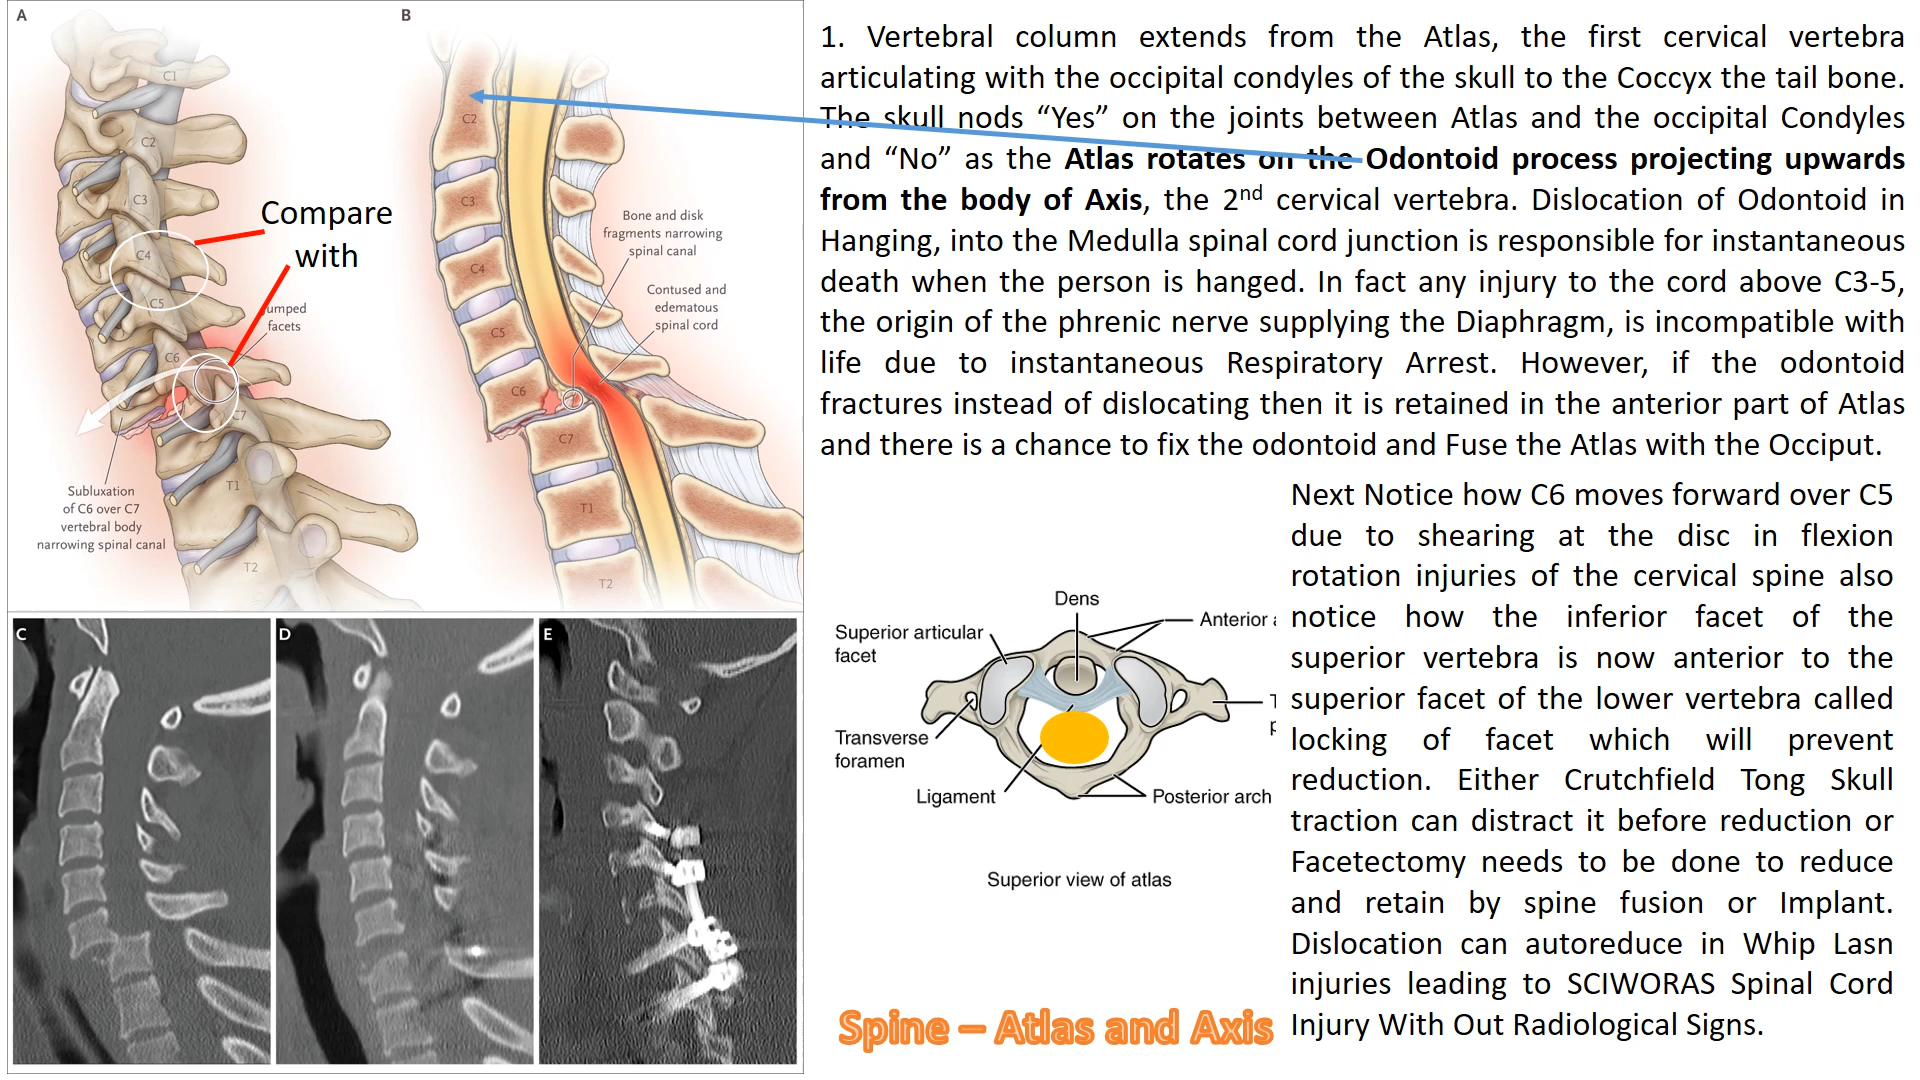 A
B
C1
C2
C3
C4
C5
C6
C7
T1
T2
Compare
with
umped
facets
Subluxation
of C6 over C7
vertebral body
narrowing spinal canal
C2
C3
C4
C5
C6
C7
T1
T2
Bone and disk
fragments narrowing
spinal canal
Contused and
edematous
spinal cord
C
D
E
1. Vertebral column extends from the Atlas, the first cervical vertebra
articulating with the occipital condyles of the skull to the Coccyx the tail bone.
The skull nods “Yes” on the joints between Atlas and the occipital Condyles
and “No” as the Atlas rotates on the Odontoid process projecting upwards
from the body of Axis, the 2nd cervical vertebra. Dislocation of Odontoid in
Hanging, into the Medulla spinal cord junction is responsible for instantaneous
death when the person is hanged. In fact any injury to the cord above C3-5,
the origin of the phrenic nerve supplying the Diaphragm, is incompatible with
life due to instantaneous Respiratory Arrest. However, if the odontoid
fractures instead of dislocating then it is retained in the anterior part of Atlas
and there is a chance to fix the odontoid and Fuse the Atlas with the Occiput.
Dens
Superior articular
facet
Anterior
Transverse
foramen
Ligament
Posterior arch
Superior view of atlas
Next Notice how C6 moves forward over C5
due to shearing at the disc in flexion
rotation injuries of the cervical spine also
notice how the inferior facet of the
superior vertebra is now anterior to the
superior facet of the lower vertebra called
locking of facet which will prevent
reduction. Either Crutchfield Tong Skull
traction can distract it before reduction or
Facetectomy needs to be done to reduce
and retain by spine fusion or Implant.
Dislocation can autoreduce in Whip Lasn
injuries leading to SCIWORAS Spinal Cord
Injury With Out Radiological Signs.
Spine – Atlas and Axis